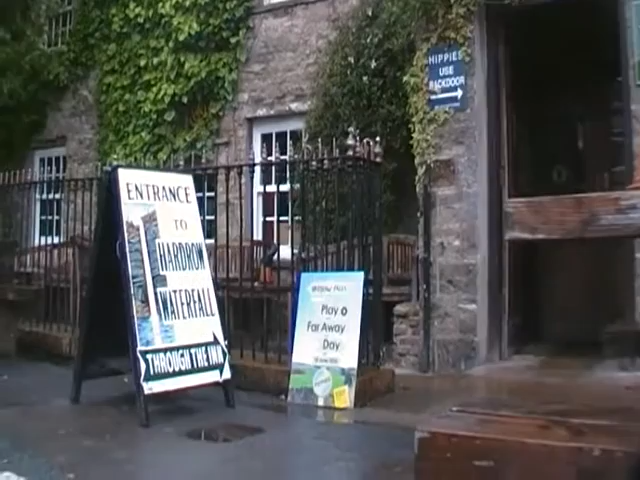 HIPPIES
USE
BACKDOOR
ENTRANCE
TO
HARDROW
WATERFALL
THROUGH THE INN
Play
Far Away
Day